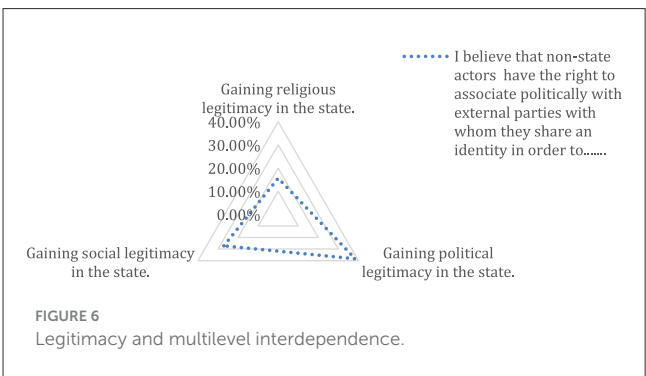 I believe that non-state
actors have the right to
associate politically with
external parties with
whom they share an
identity in order to.......
Gaining religious
legitimacy in the state.
40.00%
30.00%
20.00%
10.00%
0.00%
Gaining social legitimacy
in the state.
Gaining political
legitimacy in the state.
FIGURE 6
Legitimacy and multilevel interdependence.